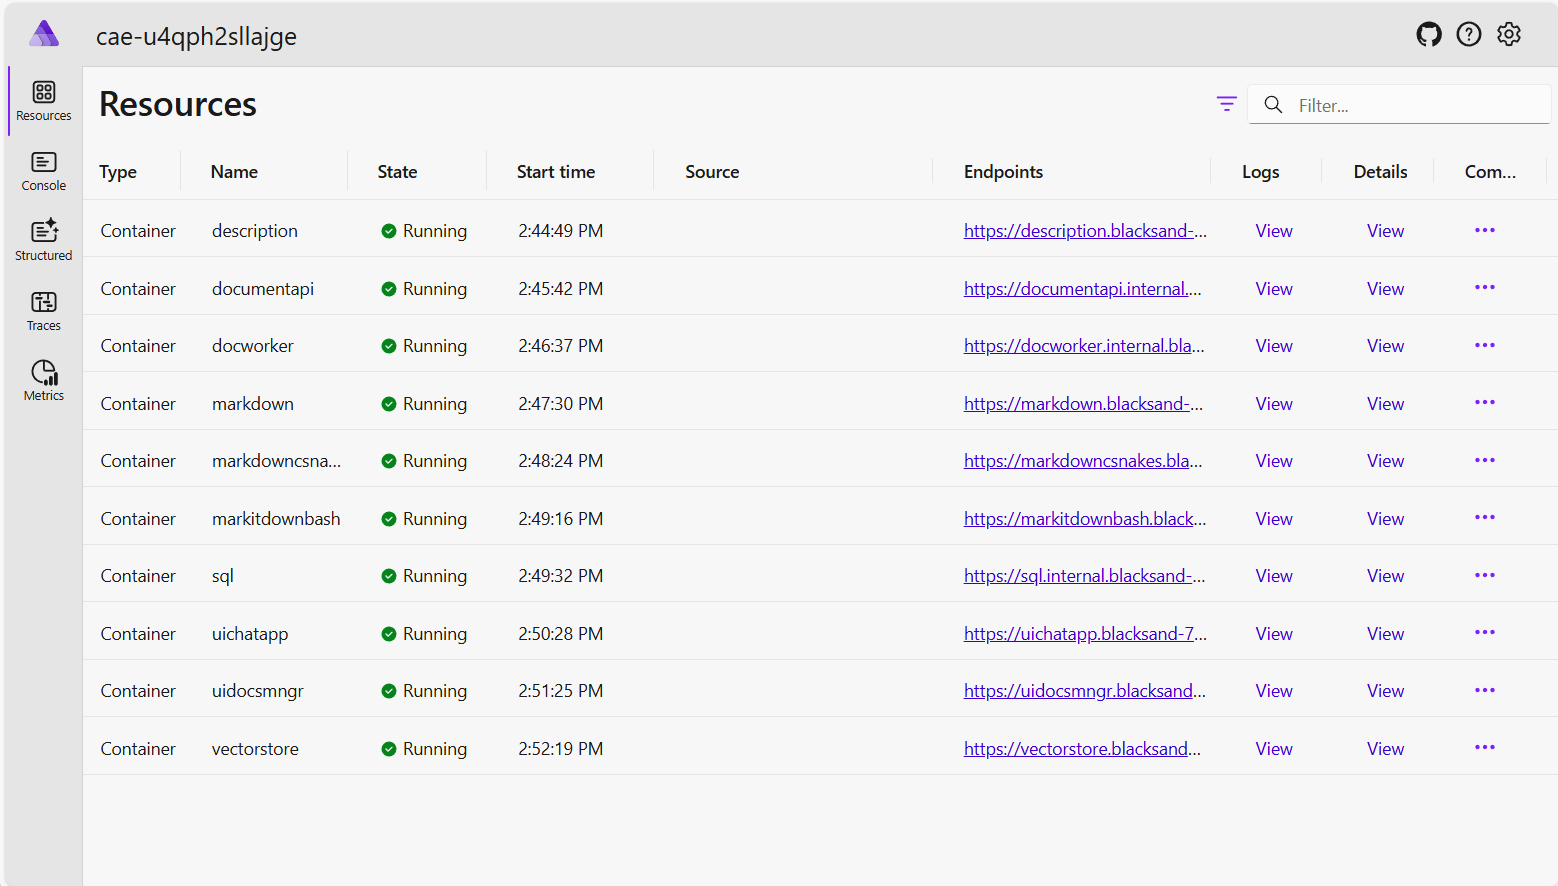 cae-u4qph2sllajge
Resources
Console
Structured
Traces
Metrics
Resources
Filter...
Type Name State Start time Source Endpoints Logs Details Com...
Container description Running 2:44:49 PM https://description.blacksand-... View View
Container documentapi Running 2:45:42 PM https://documentapi.internal.... View View
Container docworker Running 2:46:37 PM https://docworker.internal.bla... View View
Container markdown Running 2:47:30 PM https://markdown.blacksand-... View View
Container markdowncsna... Running 2:48:24 PM https://markdowncsnakes.bla... View View
Container markitdownbash Running 2:49:16 PM https://markitdownbash.black... View View
Container sql Running 2:49:32 PM https://sql.internal.blacksand-... View View
Container uichatapp Running 2:50:28 PM https://uichatapp.blacksand-7... View View
Container uidocsmngr Running 2:51:25 PM https://uidocsmngr.blacksand... View View
Container vectorstore Running 2:52:19 PM https://vectorstore.blacksand... View View